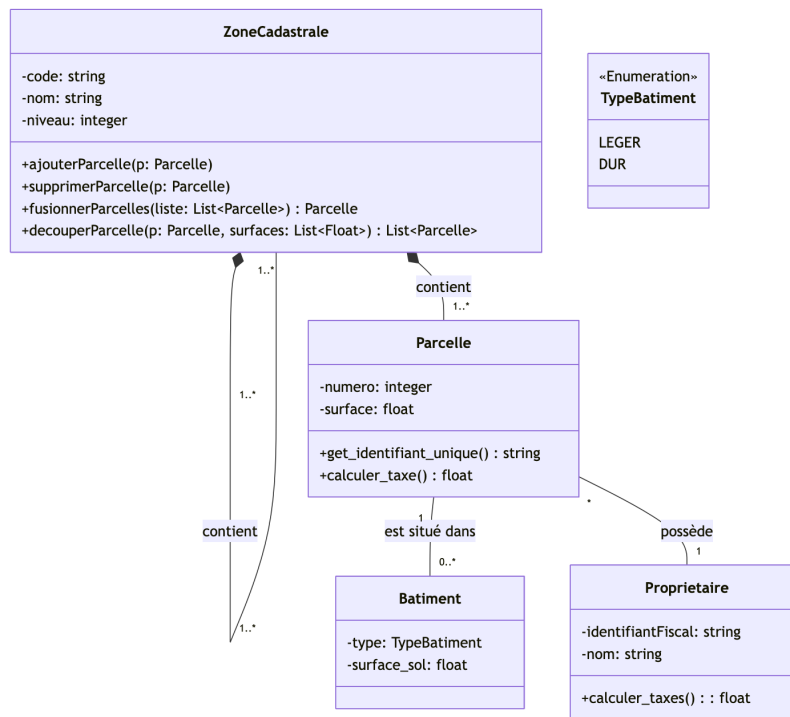 ZoneCadastrale
-code: string
-nom: string
-niveau: integer
+ajouterParcelle(p: Parcelle)
+supprimerParcelle(p: Parcelle)
+fusionnerParcelles(liste: List<Parcelle>) : Parcelle
+decouperParcelle(p: Parcelle, surfaces: List<Float>) : List<Parcelle>
«Enumeration»
TypeBatiment
LEGER
DUR
1..*
contient
1..*
Parcelle
-numero: integer
-surface: float
+get_identifiant_unique() : string
+calculer_taxe() : float
1..*
contient
1..*
1
est situé dans
0..*
*
possède
1
Batiment
-type: TypeBatiment
-surface_sol: float
Proprietaire
-identifiantFiscal: string
-nom: string
+calculer_taxes() : : float